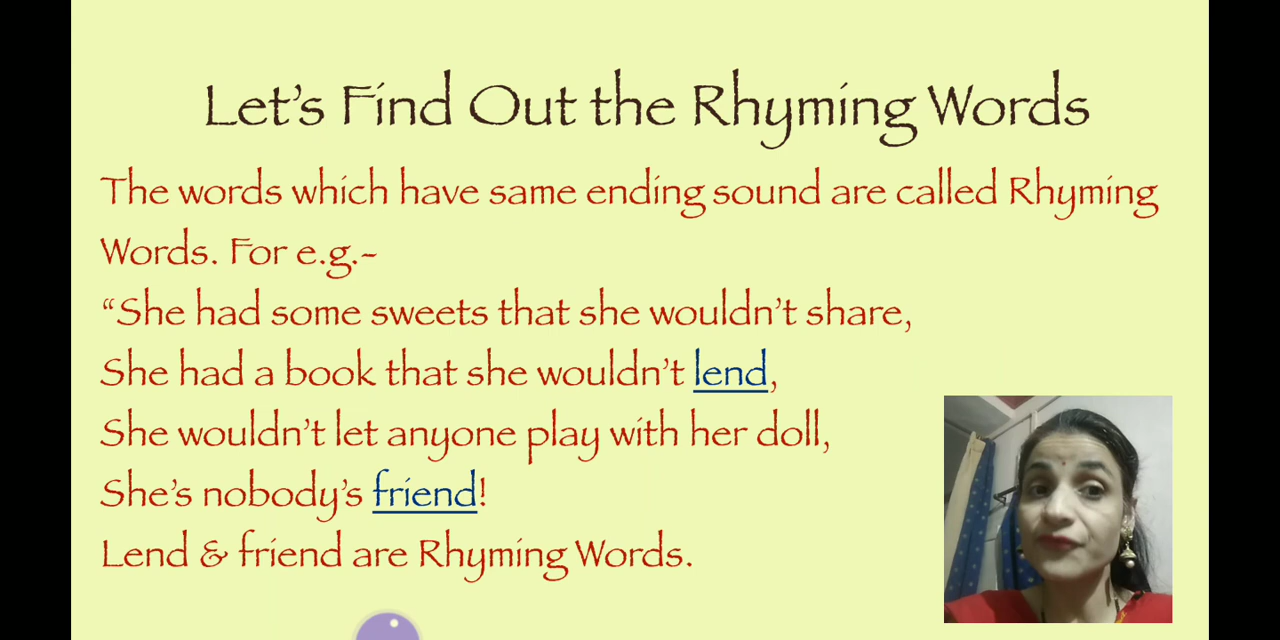 Let's Find Out the Rhyming Words
The words which have same ending sound are called Rhyming
Words. For e.g.-
“She had some sweets that she wouldn't share,
She had a book that she wouldn't lend,
She wouldn't let anyone play with her doll,
She's nobody's friend!
Lend & friend are Rhyming Words.